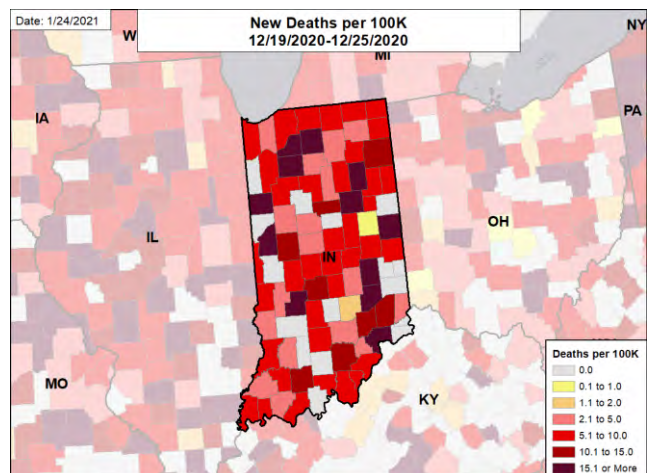 Date: 1/24/2021
New Deaths per 100K
12/19/2020-12/25/2020
W
MI
NY
IA
PA
IL
OH
IN
MO
KY
Deaths per 100K
0.0
0.1 to 1.0
1.1 to 2.0
2.1 to 5.0
5.1 to 10.0
10.1 to 15.0
15.1 or More